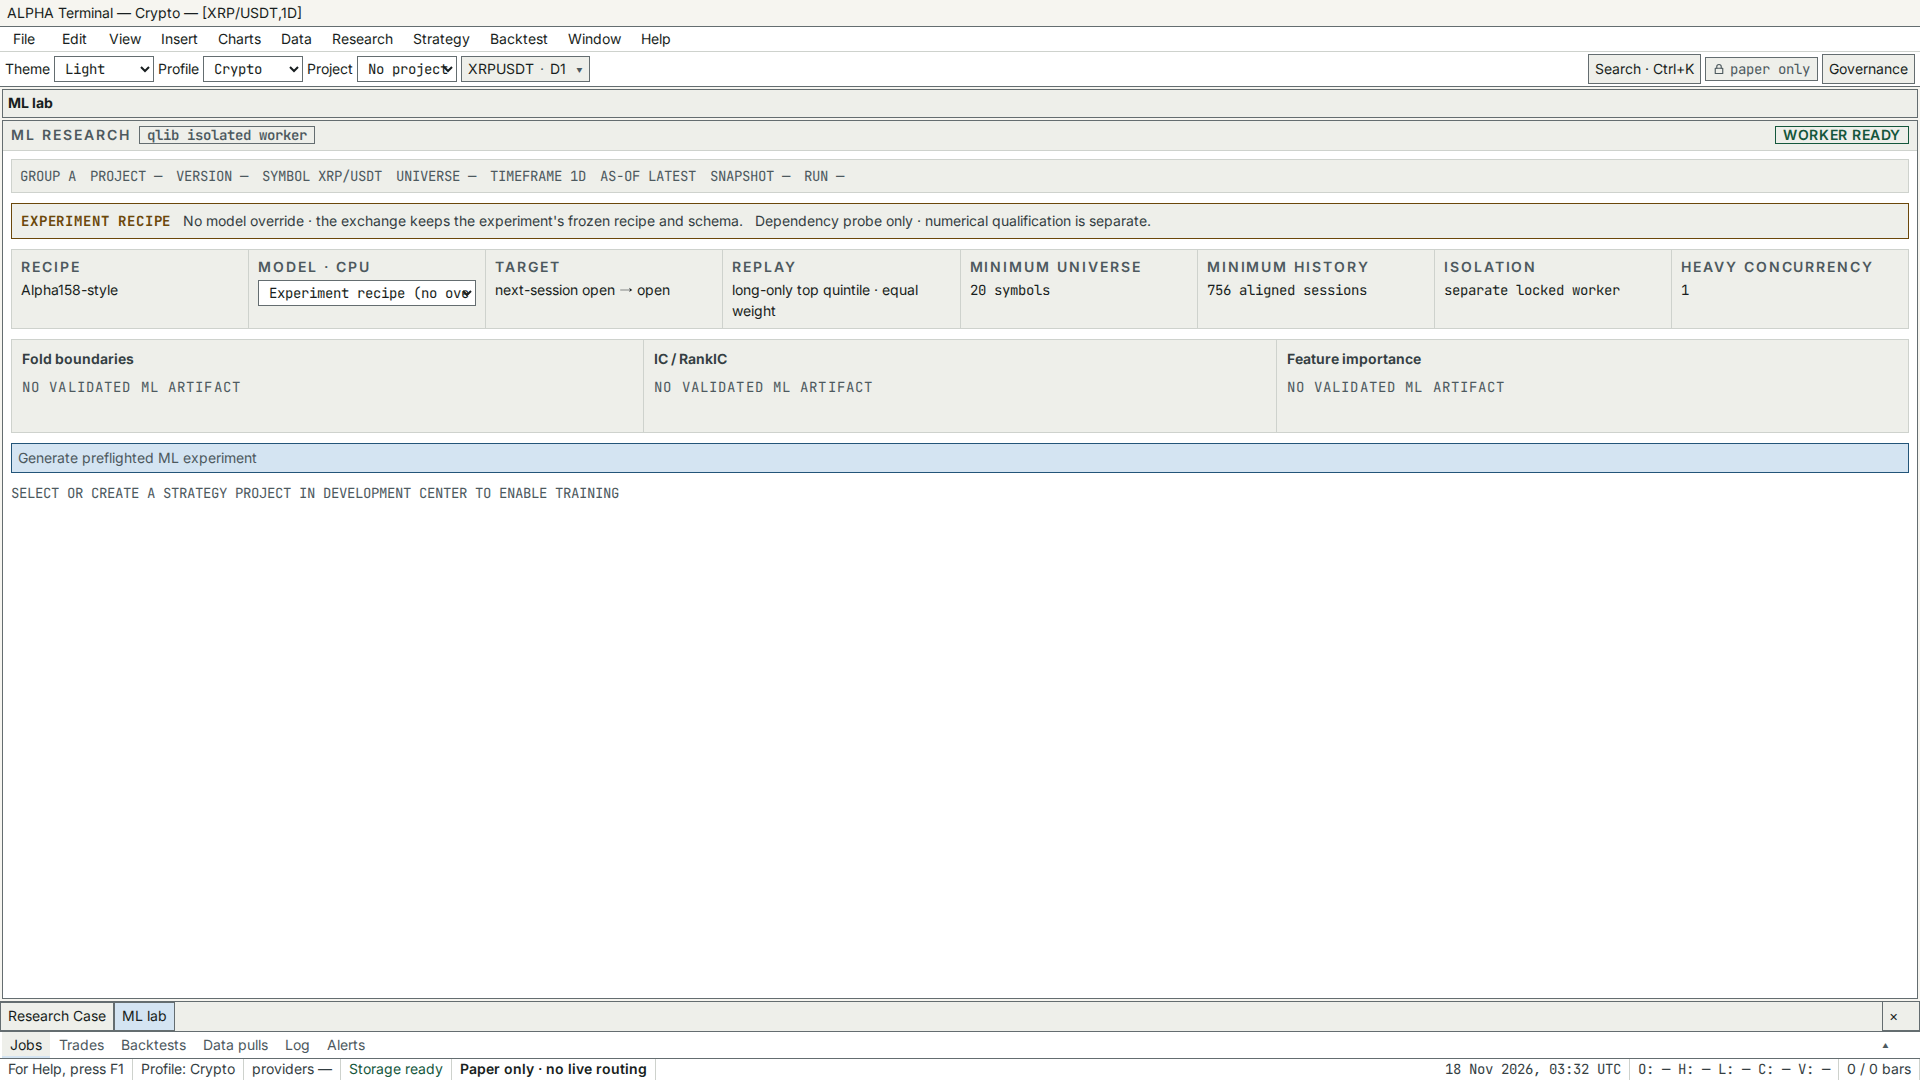 ALPHA Terminal — Crypto — [XRP/USDT,1D]
File Edit View Insert Charts Data Research Strategy Backtest Window Help
Theme Light Profile Crypto Project No project XRPUSDT · D1 Search · Ctrl+K paper only Governance
ML lab
ML RESEARCH qlib isolated worker WORKER READY
GROUP A PROJECT — VERSION — SYMBOL XRP/USDT UNIVERSE — TIMEFRAME 1D AS-OF LATEST SNAPSHOT — RUN —
EXPERIMENT RECIPE No model override · the exchange keeps the experiment's frozen recipe and schema. Dependency probe only · numerical qualification is separate.
RECIPE MODEL · CPU TARGET REPLAY MINIMUM UNIVERSE MINIMUM HISTORY ISOLATION HEAVY CONCURRENCY
Alpha158-style Experiment recipe (no ove next-session open → open long-only top quintile · equal 20 symbols 756 aligned sessions separate locked worker 1
weight
Fold boundaries IC / RankIC Feature importance
NO VALIDATED ML ARTIFACT NO VALIDATED ML ARTIFACT NO VALIDATED ML ARTIFACT
Generate preflighted ML experiment
SELECT OR CREATE A STRATEGY PROJECT IN DEVELOPMENT CENTER TO ENABLE TRAINING
Research Case ML lab ×
Jobs Trades Backtests Data pulls Log Alerts
For Help, press F1 Profile: Crypto providers — Storage ready Paper only · no live routing 18 Nov 2026, 03:32 UTC O: — H: — L: — C: — V: — 0 / 0 bars